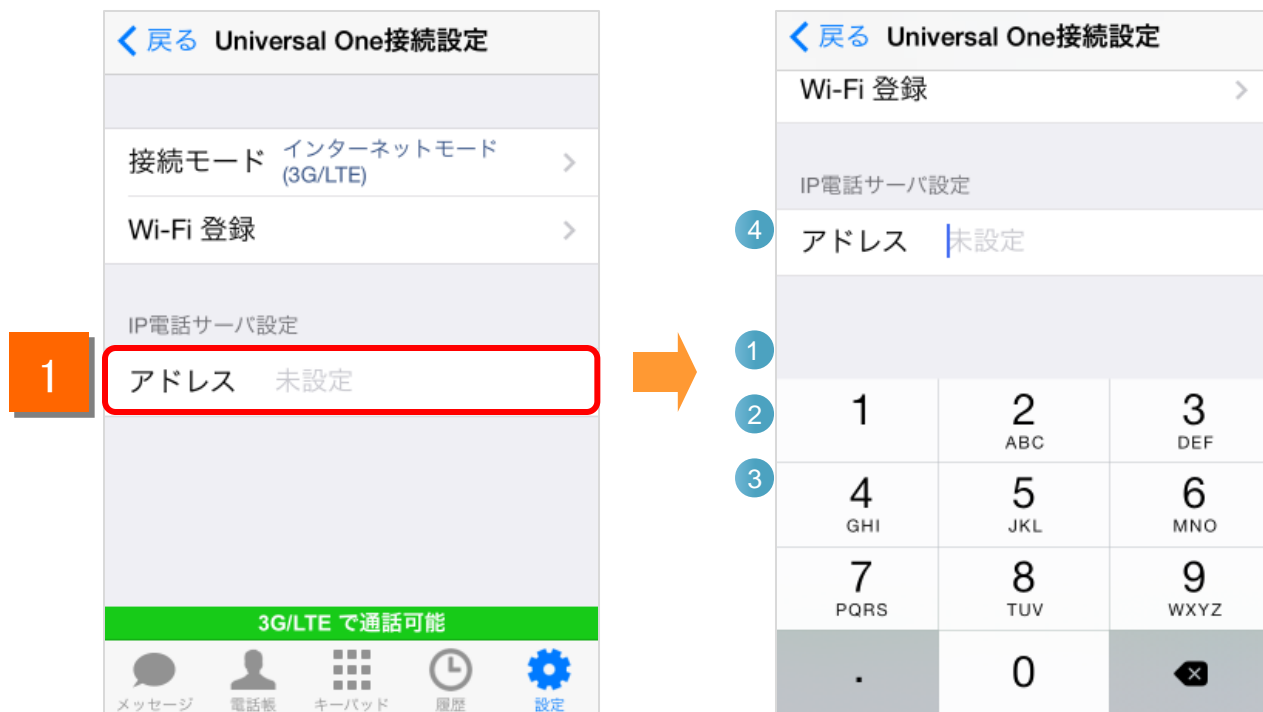 戻る Universal One接続設定
接続モード インターネットモード
(3G/LTE)
Wi-Fi 登録
IP電話サーバ設定
1
アドレス 未設定
3G/LTE で通話可能
メッセージ 電話帳 キーパッド 履歴 設定
戻る Universal One接続設定
Wi-Fi 登録
IP電話サーバ設定
4
アドレス 未設定
1
2
3
1 2 3
ABC DEF
4 5 6
GHI JKL MNO
7 8 9
PQRS TUV WXYZ
. 0